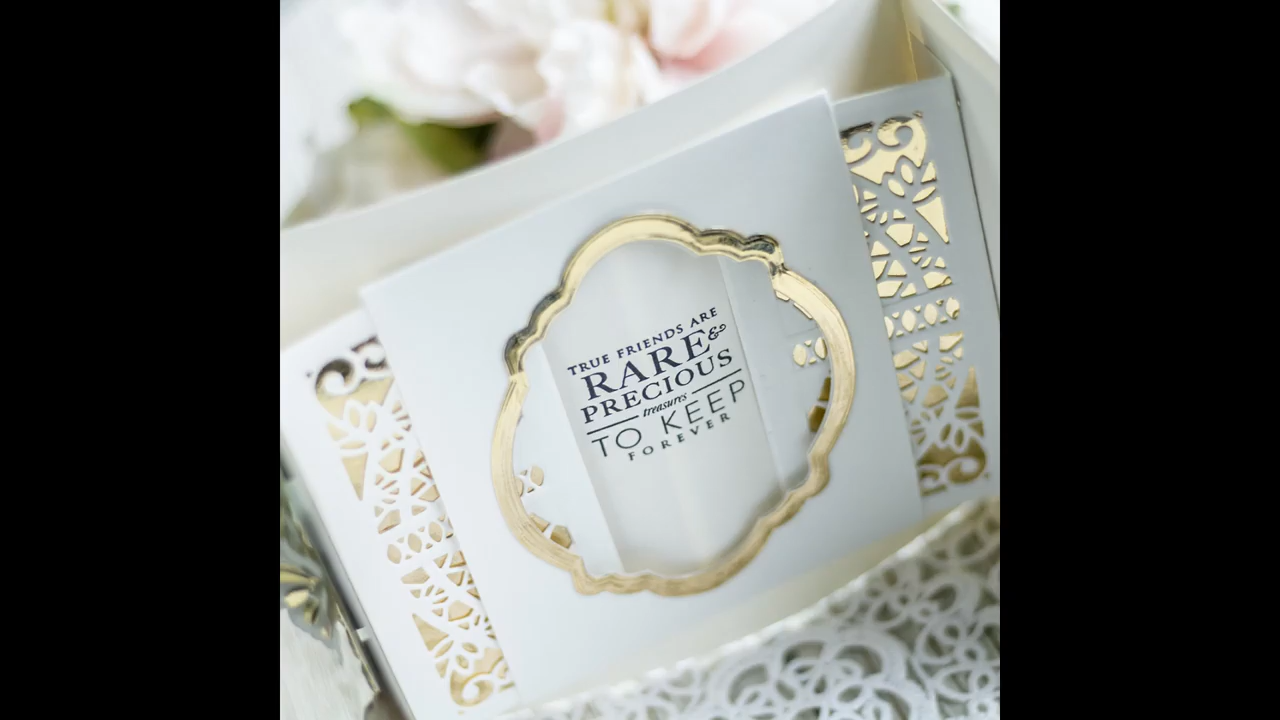 TRUE FRIENDS ARE
RARE &
PRECIOUS
treasures
TO KEEP
FOREVER